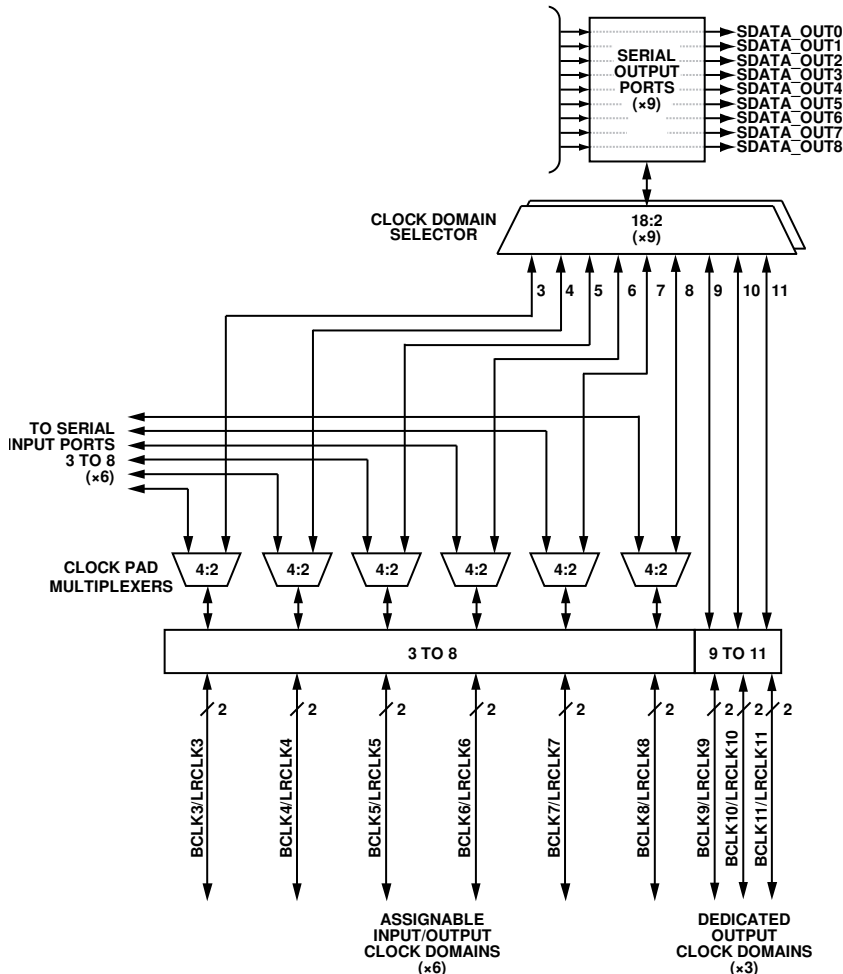 SERIAL
OUTPUT
PORTS
(×9)
SDATA_OUT0
SDATA_OUT1
SDATA_OUT2
SDATA_OUT3
SDATA_OUT4
SDATA_OUT5
SDATA_OUT6
SDATA_OUT7
SDATA_OUT8
CLOCK DOMAIN
SELECTOR
18:2
(×9)
3 4 5 6 7 8 9 10 11
TO SERIAL
INPUT PORTS
3 TO 8
(×6)
CLOCK PAD
MULTIPLEXERS
4:2 4:2 4:2 4:2 4:2 4:2
3 TO 8 9 TO 11
2 2 2 2 2 2 2 2 2
BCLK3/LRCLK3
BCLK4/LRCLK4
BCLK5/LRCLK5
BCLK6/LRCLK6
BCLK7/LRCLK7
BCLK8/LRCLK8
BCLK9/LRCLK9
BCLK10/LRCLK10
BCLK11/LRCLK11
ASSIGNABLE
INPUT/OUTPUT
CLOCK DOMAINS
(×6)
DEDICATED
OUTPUT
CLOCK DOMAINS
(×3)